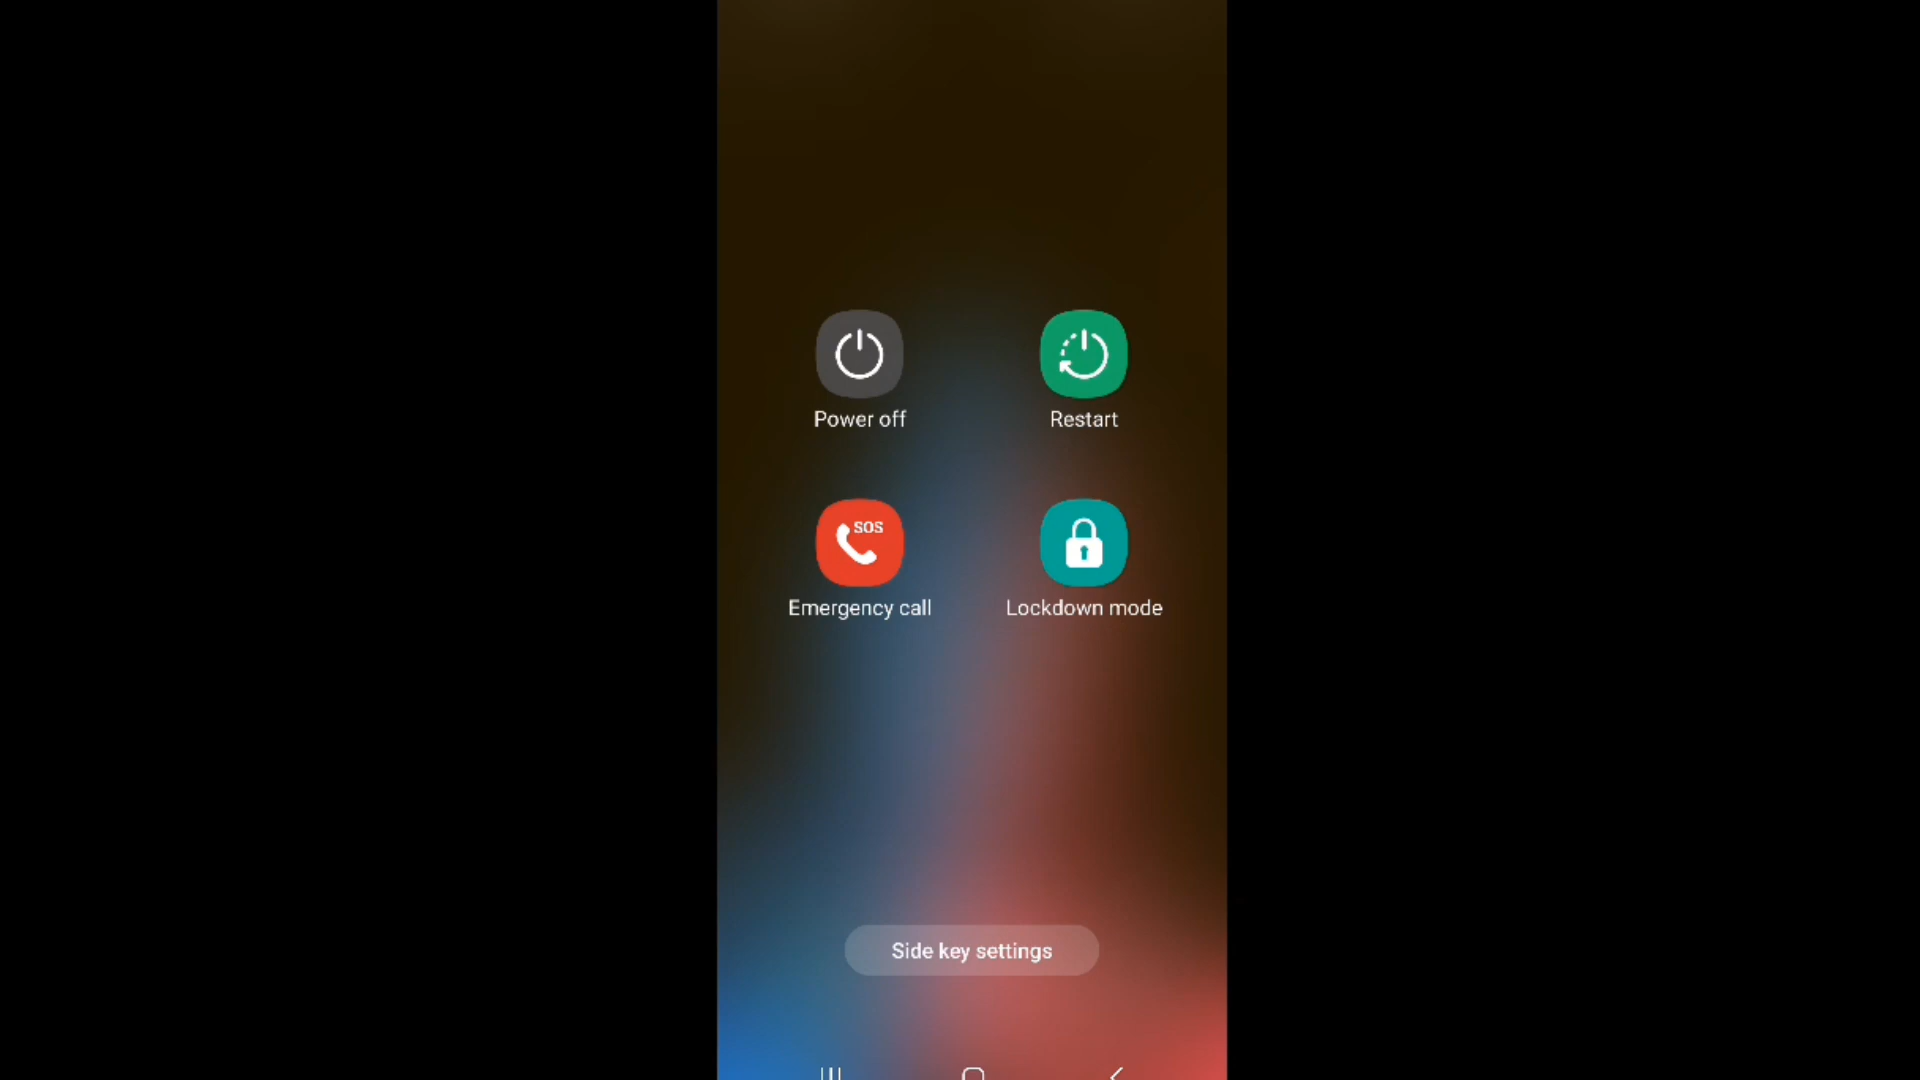 Power off
Restart
SOS
Emergency call
Lockdown mode
Side key settings